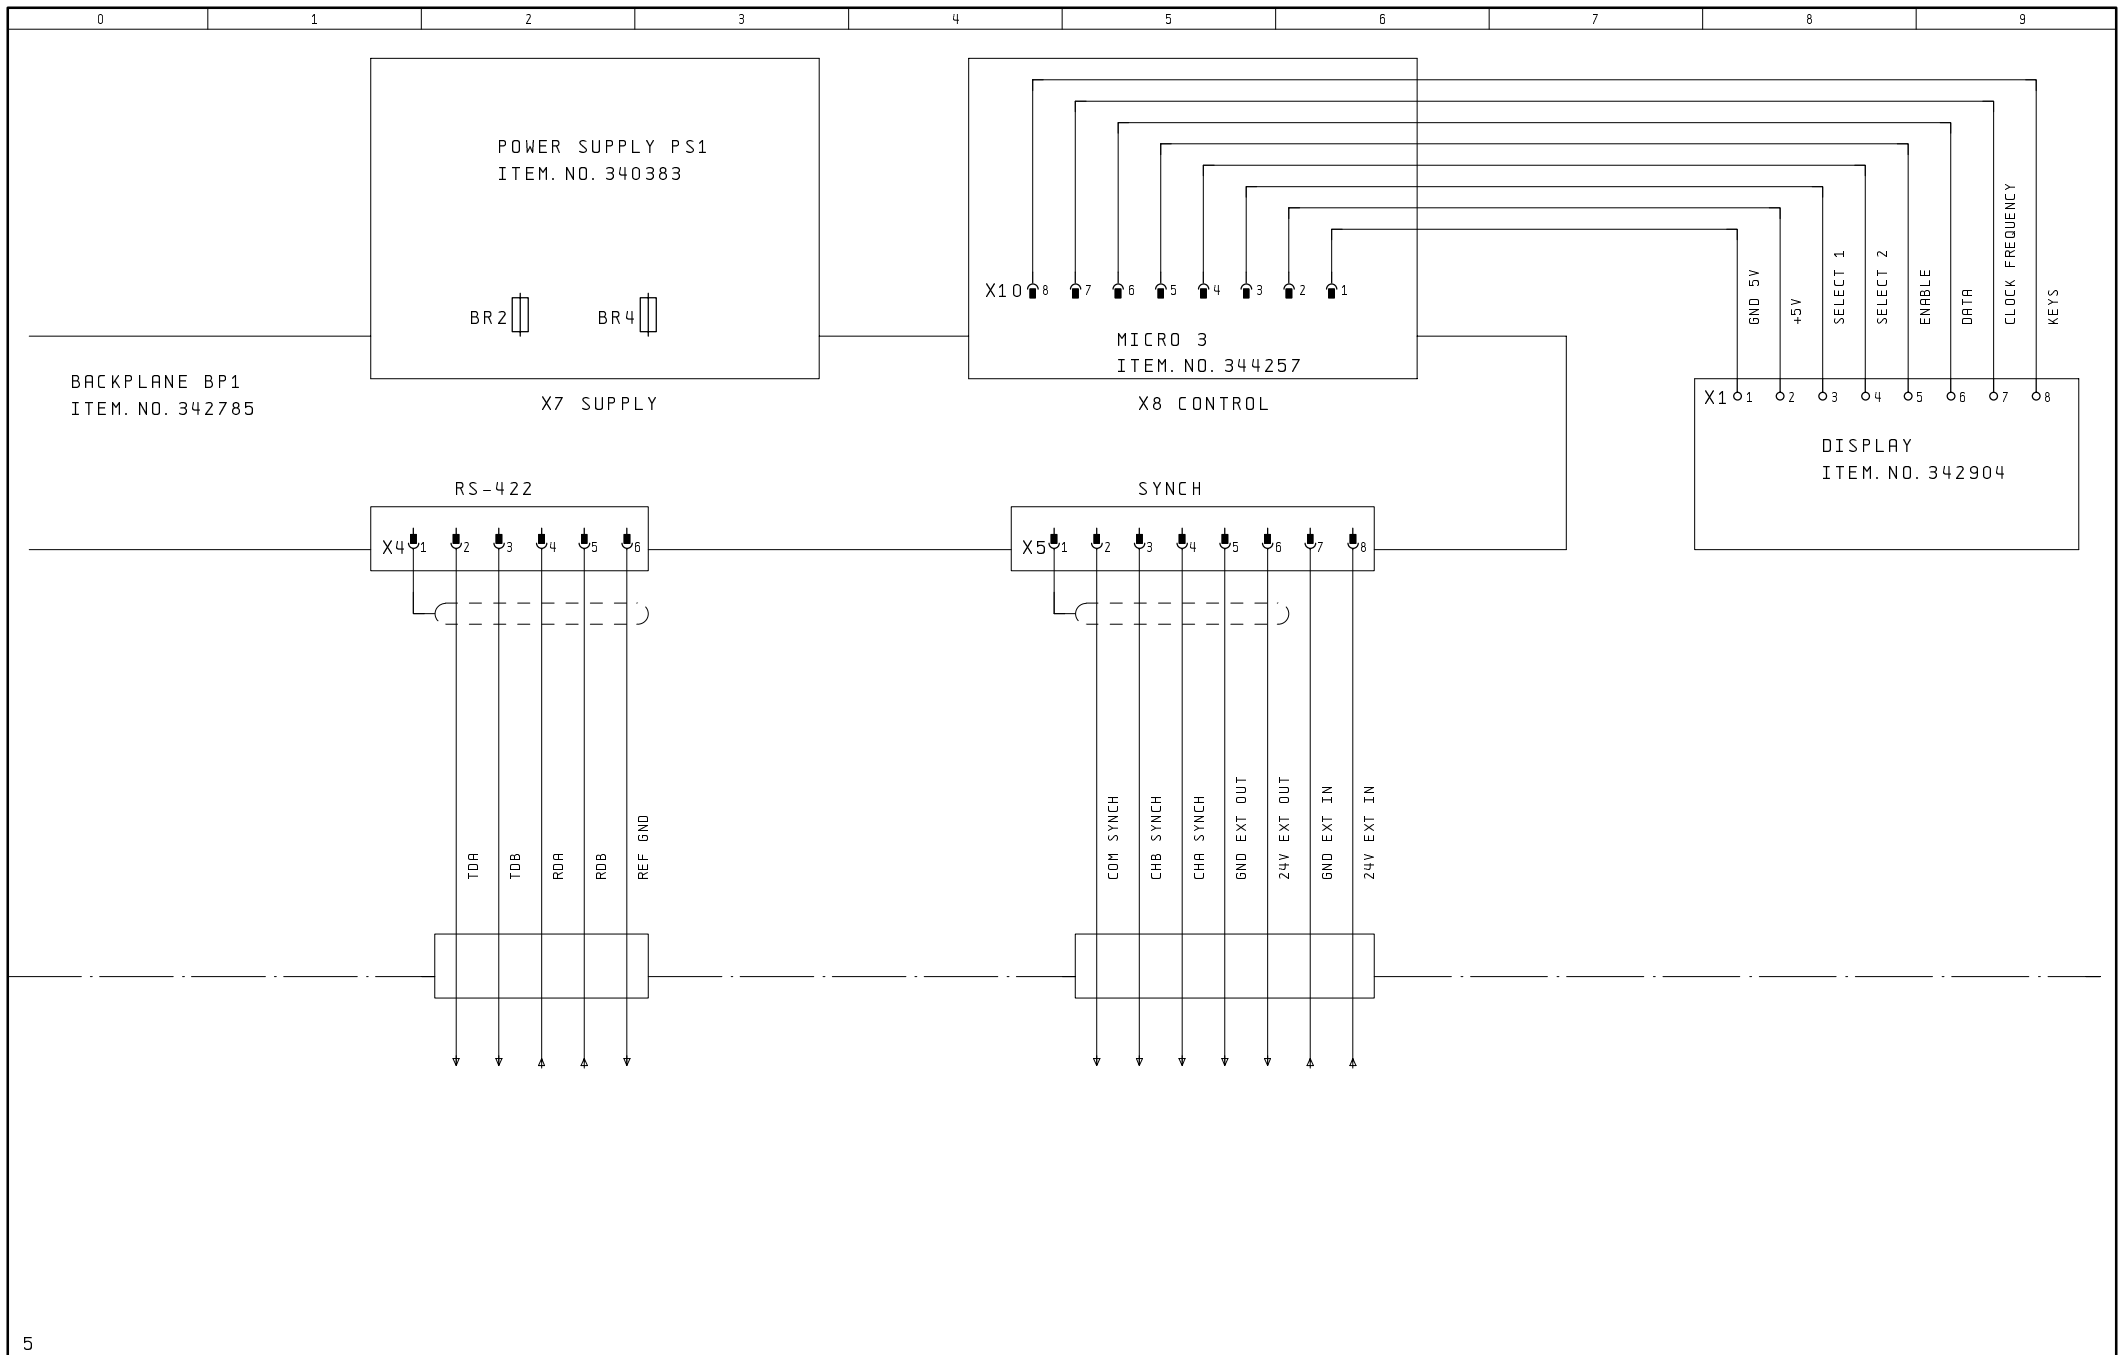 0 1 2 3 4 5 6 7 8 9
POWER SUPPLY PS1
ITEM. NO. 340383
BR2 BR4
X10 8 7 6 5 4 3 2 1
MICRO 3
ITEM. NO. 344257
GND 5V
+5V
SELECT 1
SELECT 2
ENABLE
DATA
CLOCK FREQUENCY
KEYS
BACKPLANE BP1
ITEM. NO. 342785
X7 SUPPLY
X8 CONTROL
X1 1 2 3 4 5 6 7 8
DISPLAY
ITEM. NO. 342904
RS-422
X4 1 2 3 4 5 6
SYNCH
X5 1 2 3 4 5 6 7 8
TDA
TDB
RDA
RDB
REF GND
COM SYNCH
CHB SYNCH
CHA SYNCH
GND EXT OUT
24V EXT OUT
GND EXT IN
24V EXT IN
5